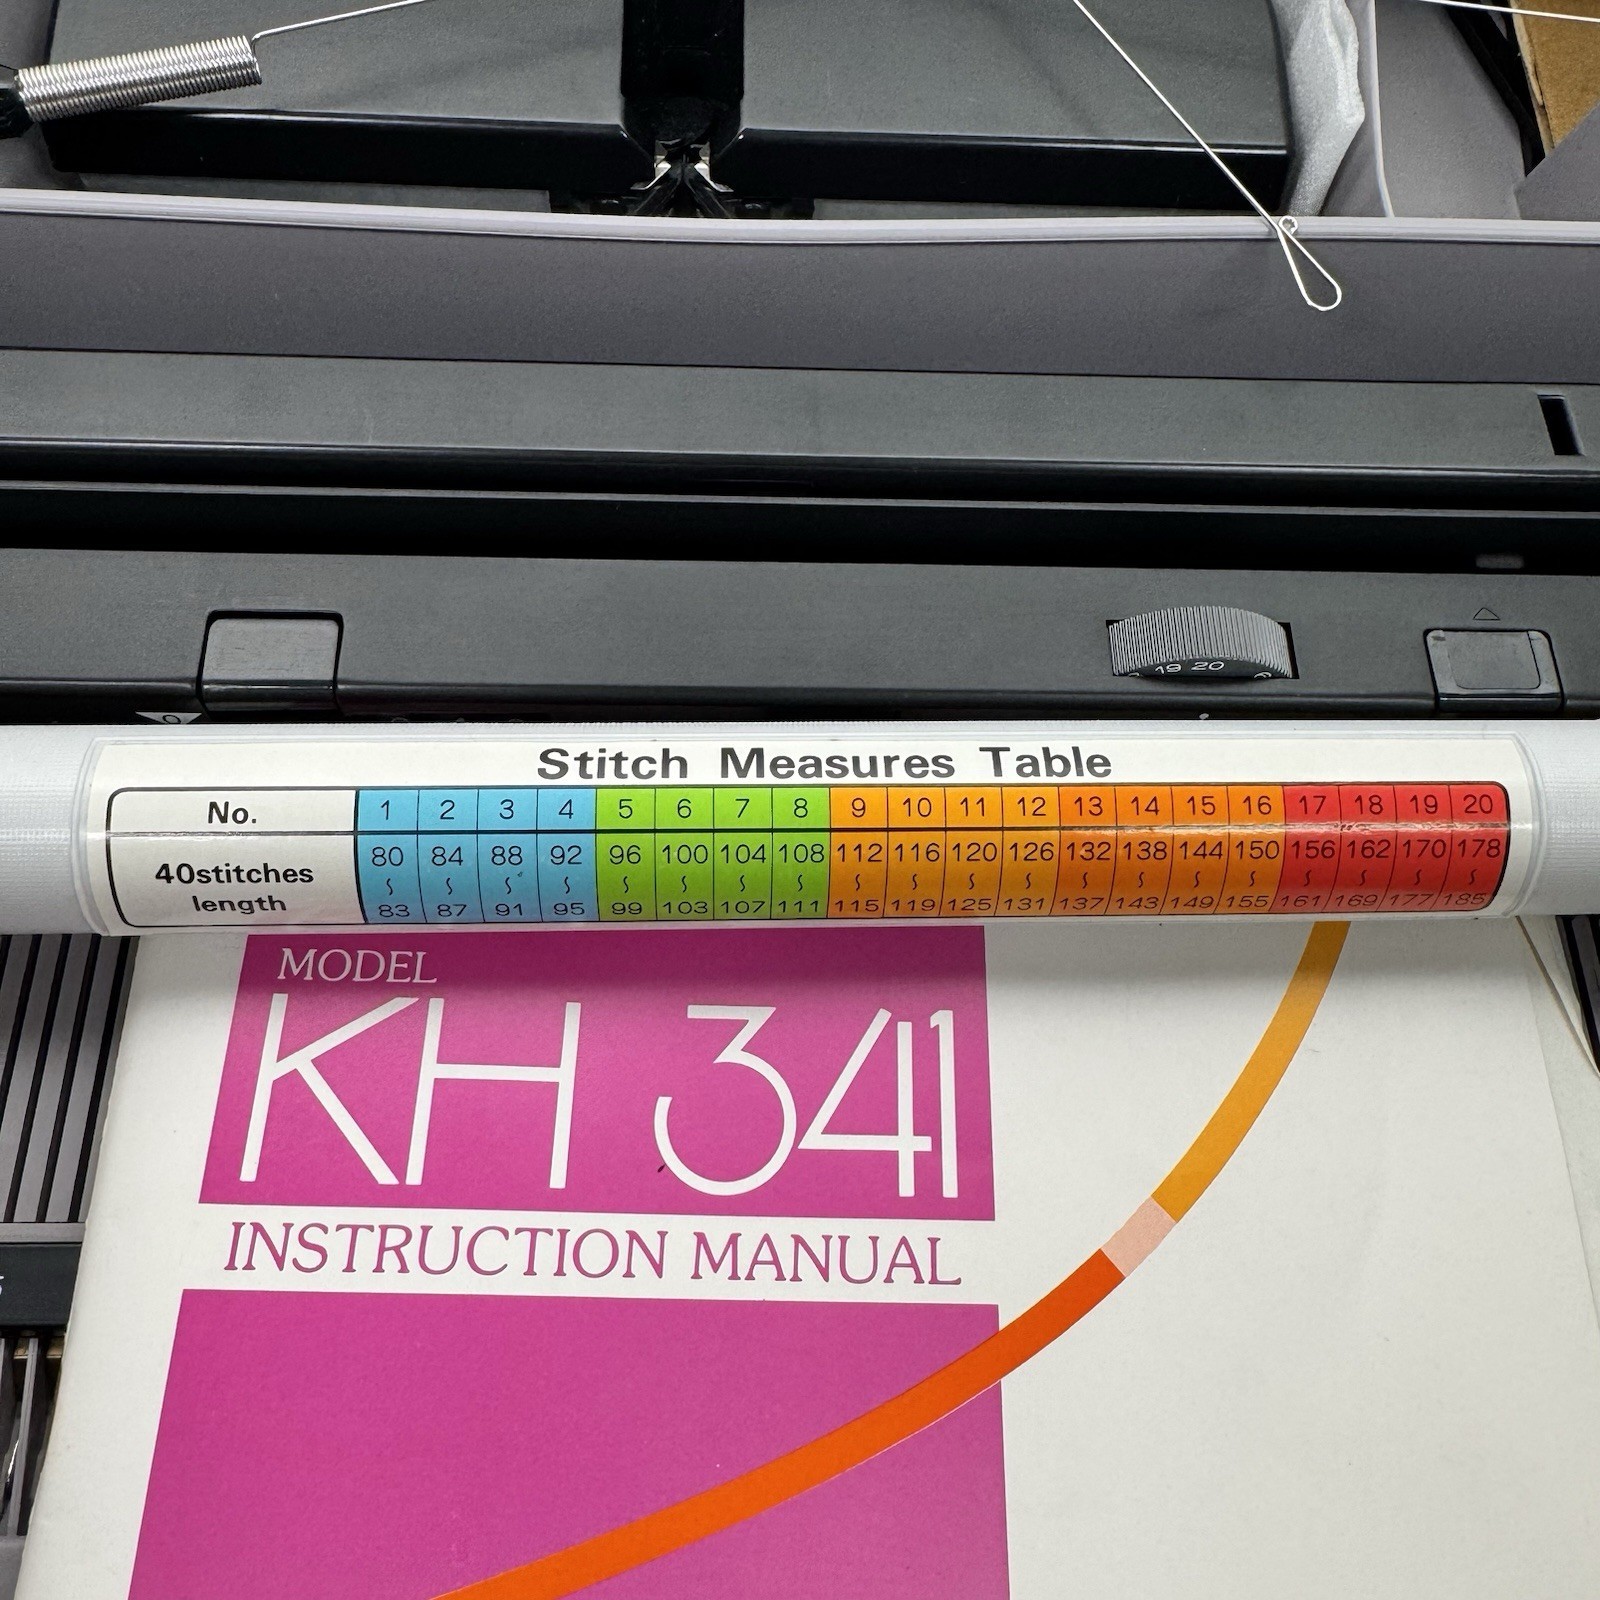 19 20
Stitch Measures Table
No. 1 2 3 4 5 6 7 8 9 10 11 12 13 14 15 16 17 18 19 20
40stitches length
80 84 88 92 96 100 104 108 112 116 120 126 132 138 144 150 156 162 170 178
∫ ∫ ∫ ∫ ∫ ∫ ∫ ∫ ∫ ∫ ∫ ∫ ∫ ∫ ∫ ∫ ∫ ∫ ∫ ∫
83 87 91 95 99 103 107 111 115 119 125 131 137 143 149 155 161 169 177 185
MODEL
KH 341
INSTRUCTION MANUAL